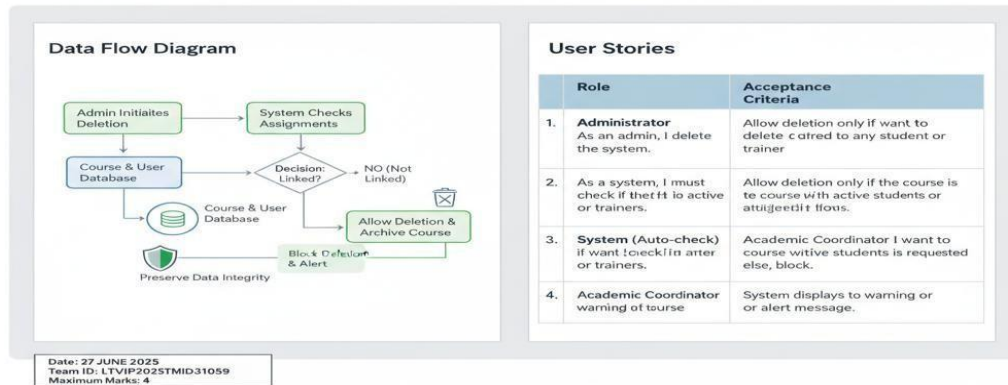 Data Flow Diagram
Admin Initiaites
Deletion
System Checks
Assignments
Course & User
Database
Decision:
Linked?
NO (Not
Linked)
Course & User
Database
Allow Deletion &
Archive Course
Block
& Alert
Preserve Data Integrity
User Stories
Role
Acceptance
Criteria
1.
Administrator
As an admin, I delete
the system.
Allow deletion only if want to
delete to any student or
trainer
2.
As a system, I must
check if active
or trainers.
Allow deletion only if the course is
te course with active students or
3.
System (Auto-check)
if want
or trainers.
Academic Coordinator I want to
course witive students is requested
else, block.
4.
Academic Coordinator
warning of
System displays to warning or
or alert message.
Date: 27 JUNE 2025
Team ID: LTVIP2025TMID31059
Maximum Marks: 4